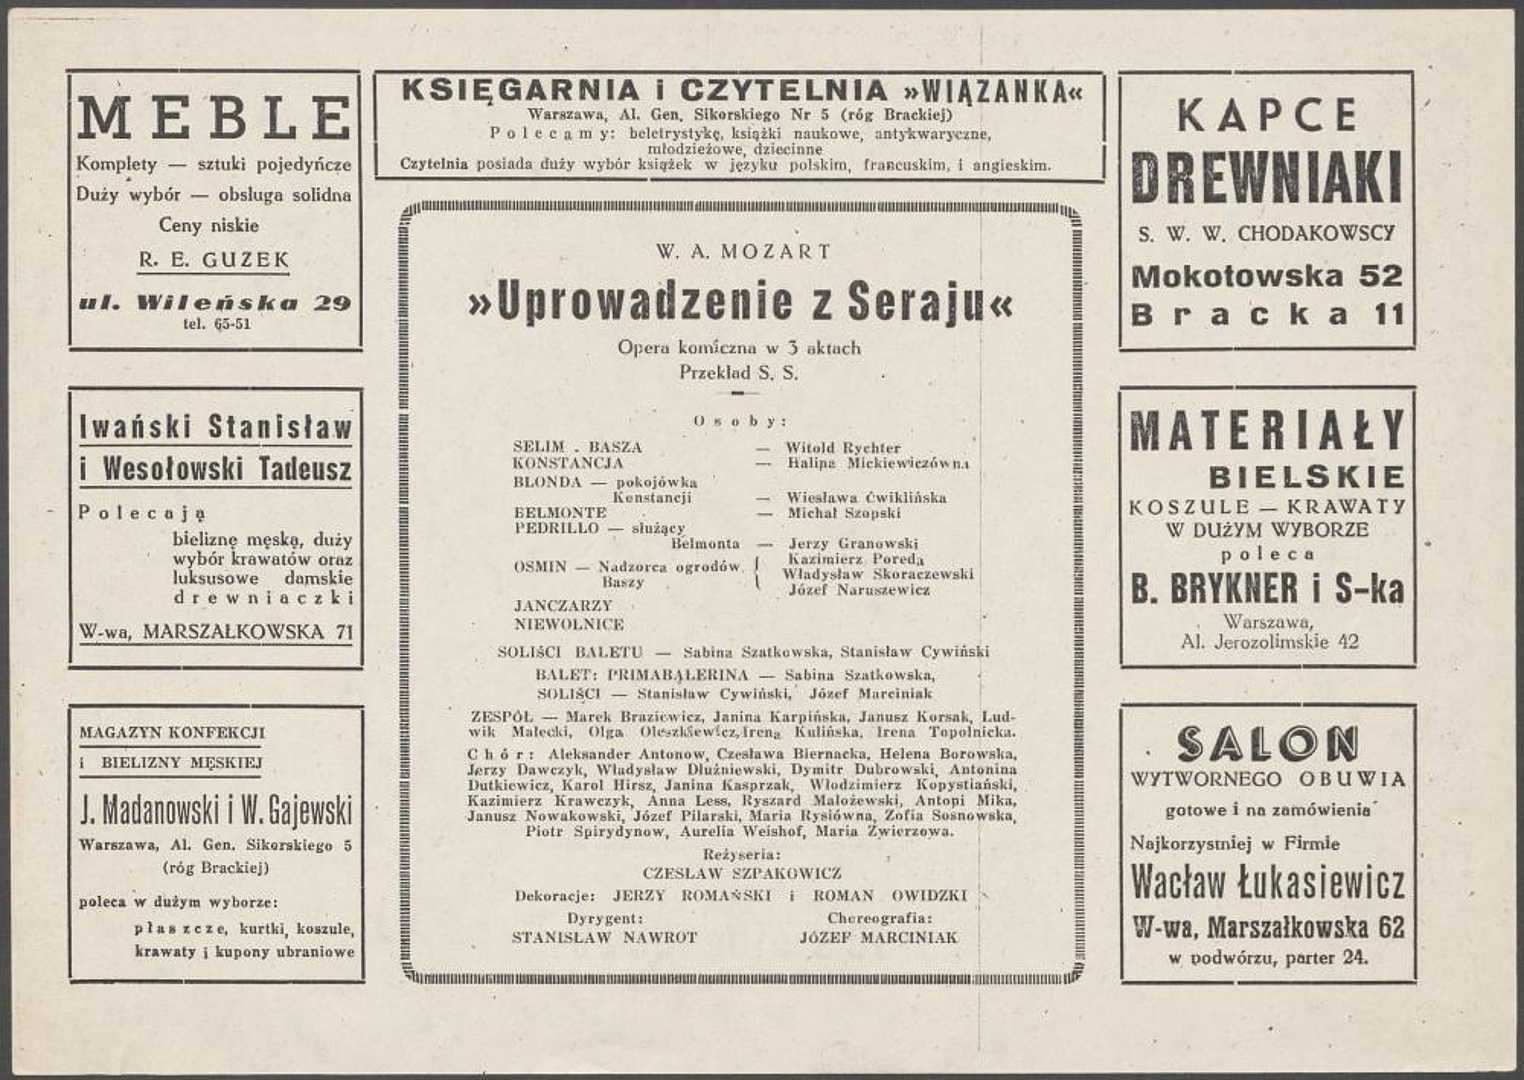 MEBLE
Komplety — sztuki pojedyńcze
Duży wybór — obsługa solidna
Ceny niskie
R. E. GUZEK
ul. Wileńska 29
tel. 65-51
Iwański Stanisław
i Wesołowski Tadeusz
Polecają
bieliznę męską, duży
wybór krawatów oraz
luksusowe damskie
drewniaczki
W-wa, MARSZAŁKOWSKA 71
MAGAZYN KONFEKCJI
i BIELIZNY MĘSKIEJ
J. Madanowski i W. Gajewski
Warszawa, Al. Gen. Sikorskiego 5
(róg Brackiej)
poleca w dużym wyborze:
płaszcze, kurtki, koszule,
krawaty i kupony ubraniowe
KSIĘGARNIA i CZYTELNIA »WIĄZANKA«
Warszawa, Al. Gen. Sikorskiego Nr 5 (róg Brackiej)
Polecamy: beletrystykę, książki naukowe, antykwaryczne,
młodzieżowe, dziecinne
Czytelnia posiada duży wybór książek w języku polskim, francuskim, i angieskim.
W. A. MOZART
»Uprowadzenie z Seraju«
Opera komiczna w 3 aktach
Przekład S. S.
Osoby:
SELIM - BASZA — Witold Rychter
KONSTANCJA — Halina Mickiewiczówna
BLONDA — pokojówka
Konstancji — Wiesława Ćwiklińska
BELMONTE — Michał Szopski
PEDRILLO — służący
Belmonta — Jerzy Granowski
OSMIN — Nadzorca ogrodów { Kazimierz Poreda
Baszy Władysław Skoraczewski
Józef Naruszewicz
JANCZARZY
NIEWOLNICE
SOLIŚCI BALETU — Sabina Szatkowska, Stanisław Cywiński
BALET: PRIMABALERINA — Sabina Szatkowska,
SOLIŚCI — Stanisław Cywiński, Józef Marciniak
ZESPÓŁ — Marek Braziewicz, Janina Karpińska, Janusz Korsak, Lud-
wik Małecki, Olga Oleszkiewicz, Irena Kulińska, Irena Topolnicka.
Chór: Aleksander Antonow, Czesława Biernacka, Helena Borowska,
Jerzy Dawczyk, Władysław Dłużniewski, Dymitr Dubrowski, Antonina
Dutkiewicz, Karol Hirsz, Janina Kasprzak, Włodzimierz Kopystiański,
Kazimierz Krawczyk, Anna Less, Ryszard Małożewski, Antoni Mika,
Janusz Nowakowski, Józef Pilarski, Maria Rysiówna, Zofia Sosnowska,
Piotr Spirydynow, Aurelia Weishof, Maria Zwierzowa.
Reżyseria:
CZESŁAW SZPAKOWICZ
Dekoracje: JERZY ROMAŃSKI i ROMAN OWIDZKI
Dyrygent: Choreografia:
STANISŁAW NAWROT JÓZEF MARCINIAK
KAPCE
DREWNIAKI
S. W. W. CHODAKOWSCY
Mokotowska 52
Bracka 11
MATERIAŁY
BIELSKIE
KOSZULE — KRAWATY
W DUŻYM WYBORZE
poleca
B. BRYKNER i S-ka
Warszawa,
Al. Jerozolimskie 42
SALON
WYTWORNEGO OBUWIA
gotowe i na zamówienia
Najkorzystniej w Firmie
Wacław Łukasiewicz
W-wa, Marszałkowska 62
w podwórzu, parter 24.